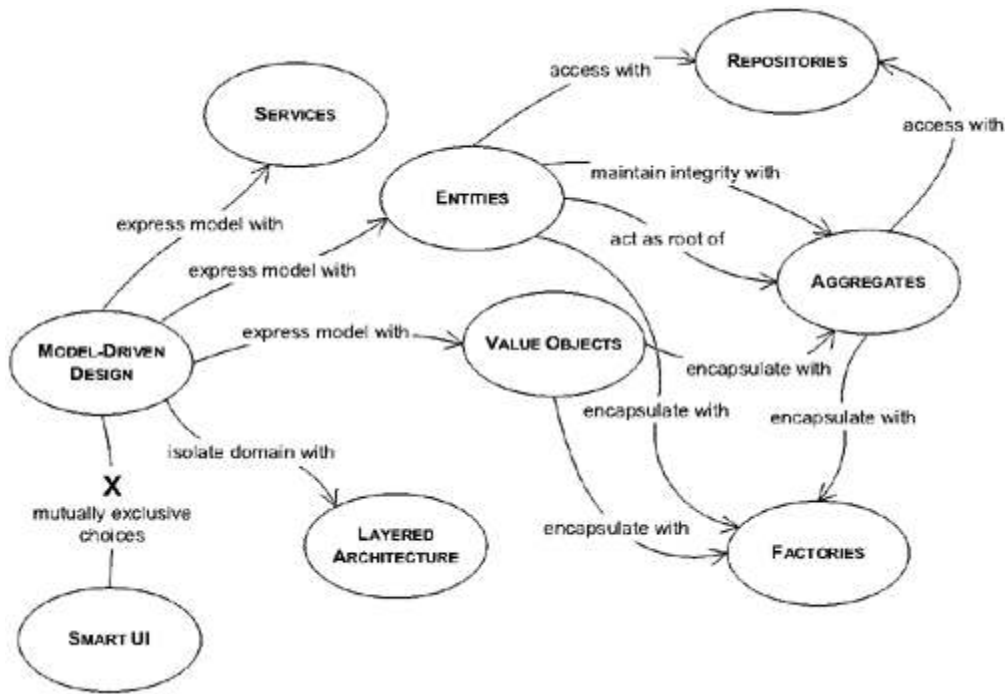 REPOSITORIES
access with
SERVICES
access with
ENTITIES
maintain integrity with
express model with
act as root of
express model with
AGGREGATES
express model with
VALUE OBJECTS
MODEL-DRIVEN
DESIGN
encapsulate with
encapsulate with
encapsulate with
isolate domain with
X
mutually exclusive
choices
encapsulate with
LAYERED
ARCHITECTURE
FACTORIES
SMART UI